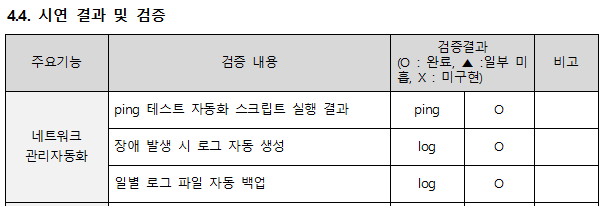 4.4. 시연 결과 및 검증
주요기능
검증 내용
검증결과
(O : 완료, ▲ :일부 미
흡, X : 미구현)
비고
네트워크
관리자동화
ping 테스트 자동화 스크립트 실행 결과
ping
O
장애 발생 시 로그 자동 생성
log
O
일별 로그 파일 자동 백업
log
O